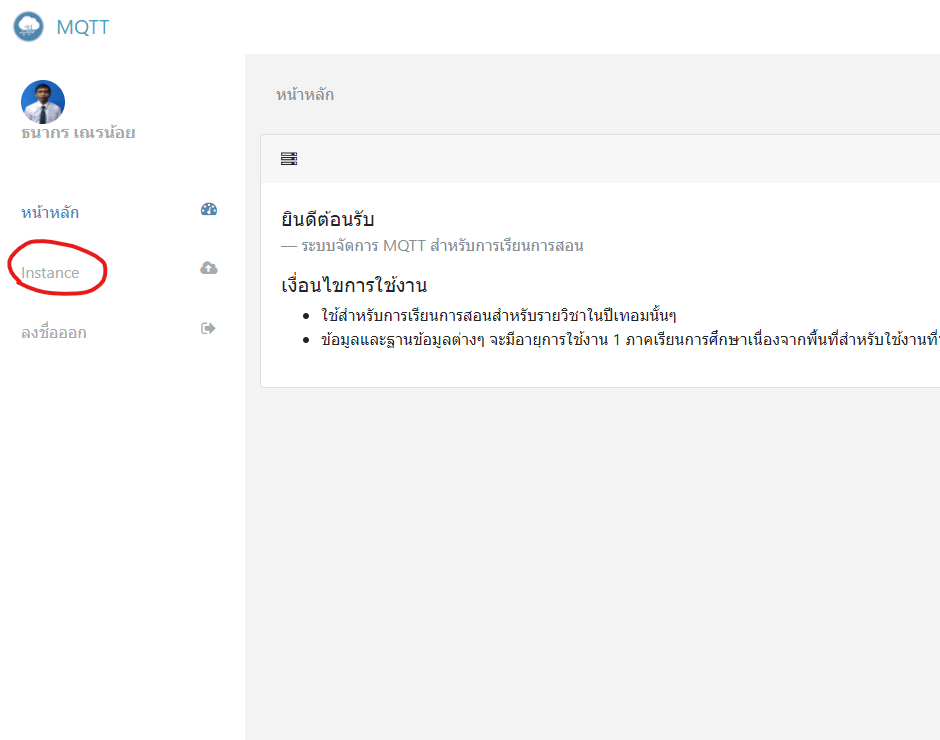 MQTT
ธนากร เณรน้อย
หน้าหลัก
Instance
ลงชื่อออก
หน้าหลัก
ยินดีต้อนรับ
— ระบบจัดการ MQTT สำหรับการเรียนการสอน
เงื่อนไขการใช้งาน
ใช้สำหรับการเรียนการสอนสำหรับรายวิชาในปีเทอมนั้นๆ
ข้อมูลและฐานข้อมูลต่างๆ จะมีอายุการใช้งาน 1 ภาคเรียนการศึกษาเนื่องจากพื้นที่สำหรับใช้งาน